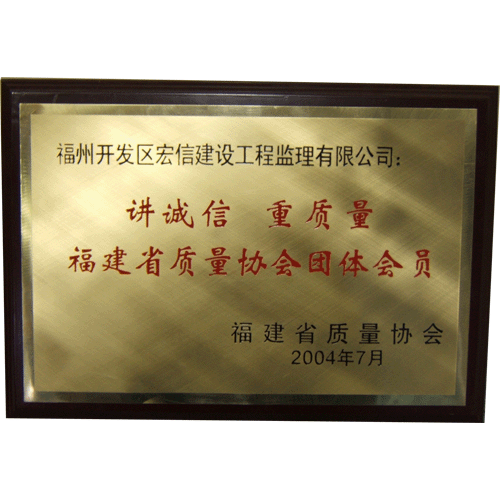 福州开发区宏信建设工程监理有限公司：
讲诚信 重质量
福建省质量协会团体会员
福建省质量协会
2004年7月